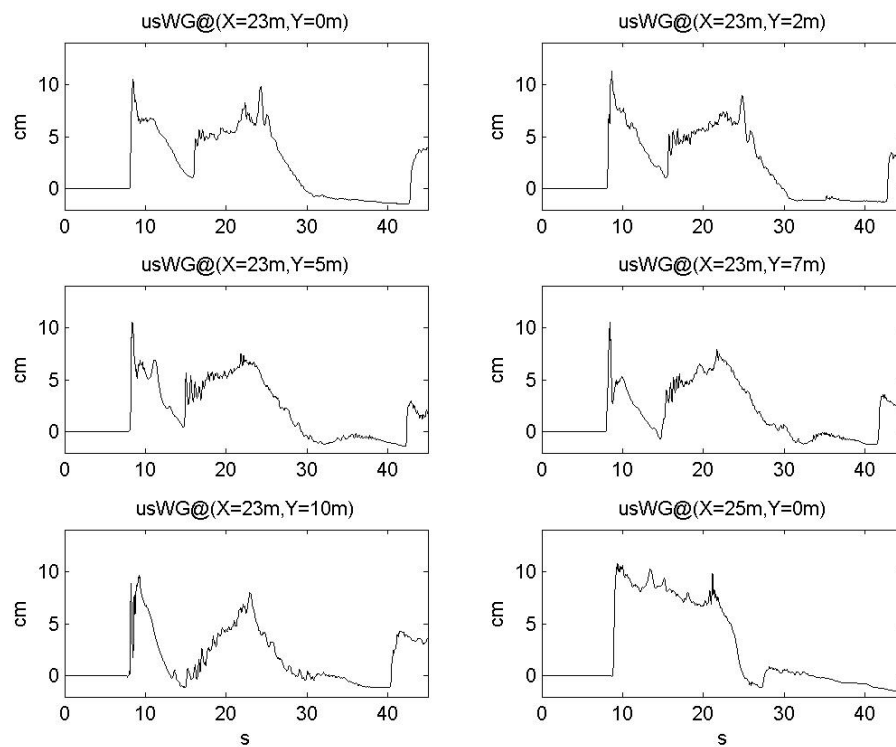 usWG@(X=23m,Y=0m)
usWG@(X=23m,Y=2m)
10
5
0
cm
0 10 20 30 40
10
5
0
cm
0 10 20 30 40
usWG@(X=23m,Y=5m)
usWG@(X=23m,Y=7m)
10
5
0
cm
0 10 20 30 40
10
5
0
cm
0 10 20 30 40
usWG@(X=23m,Y=10m)
usWG@(X=25m,Y=0m)
10
5
0
cm
0 10 20 30 40
s
10
5
0
cm
0 10 20 30 40
s